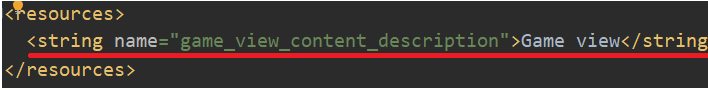 <resources>
<string name="game_view_content_description">Game view</string
</resources>